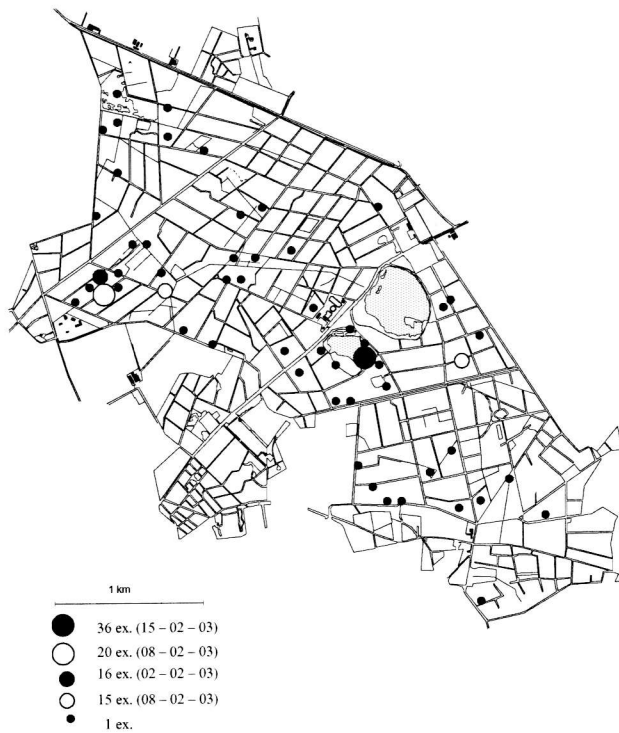 1 km
36 ex. (15 – 02 – 03)
20 ex. (08 – 02 – 03)
16 ex. (02 – 02 – 03)
15 ex. (08 – 02 – 03)
1 ex.